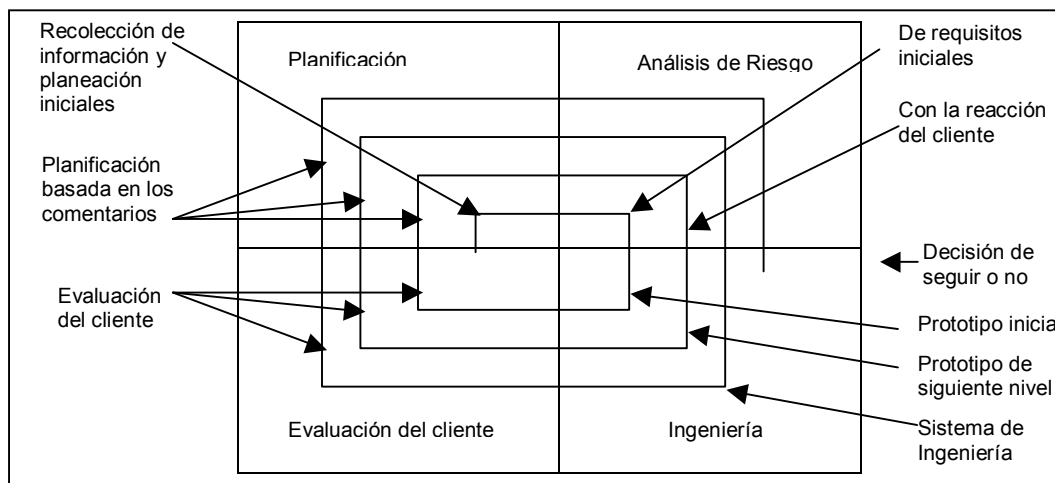 Recolección de
información y
planeación
iniciales
Planificación
Análisis de Riesgo
De requisitos
iniciales
Con la reacción
del cliente
Planificación
basada en los
comentarios
Decisión de
seguir o no
Evaluación
del cliente
Prototipo inicia
Prototipo de
siguiente nivel
Evaluación del cliente
Ingeniería
Sistema de
Ingeniería